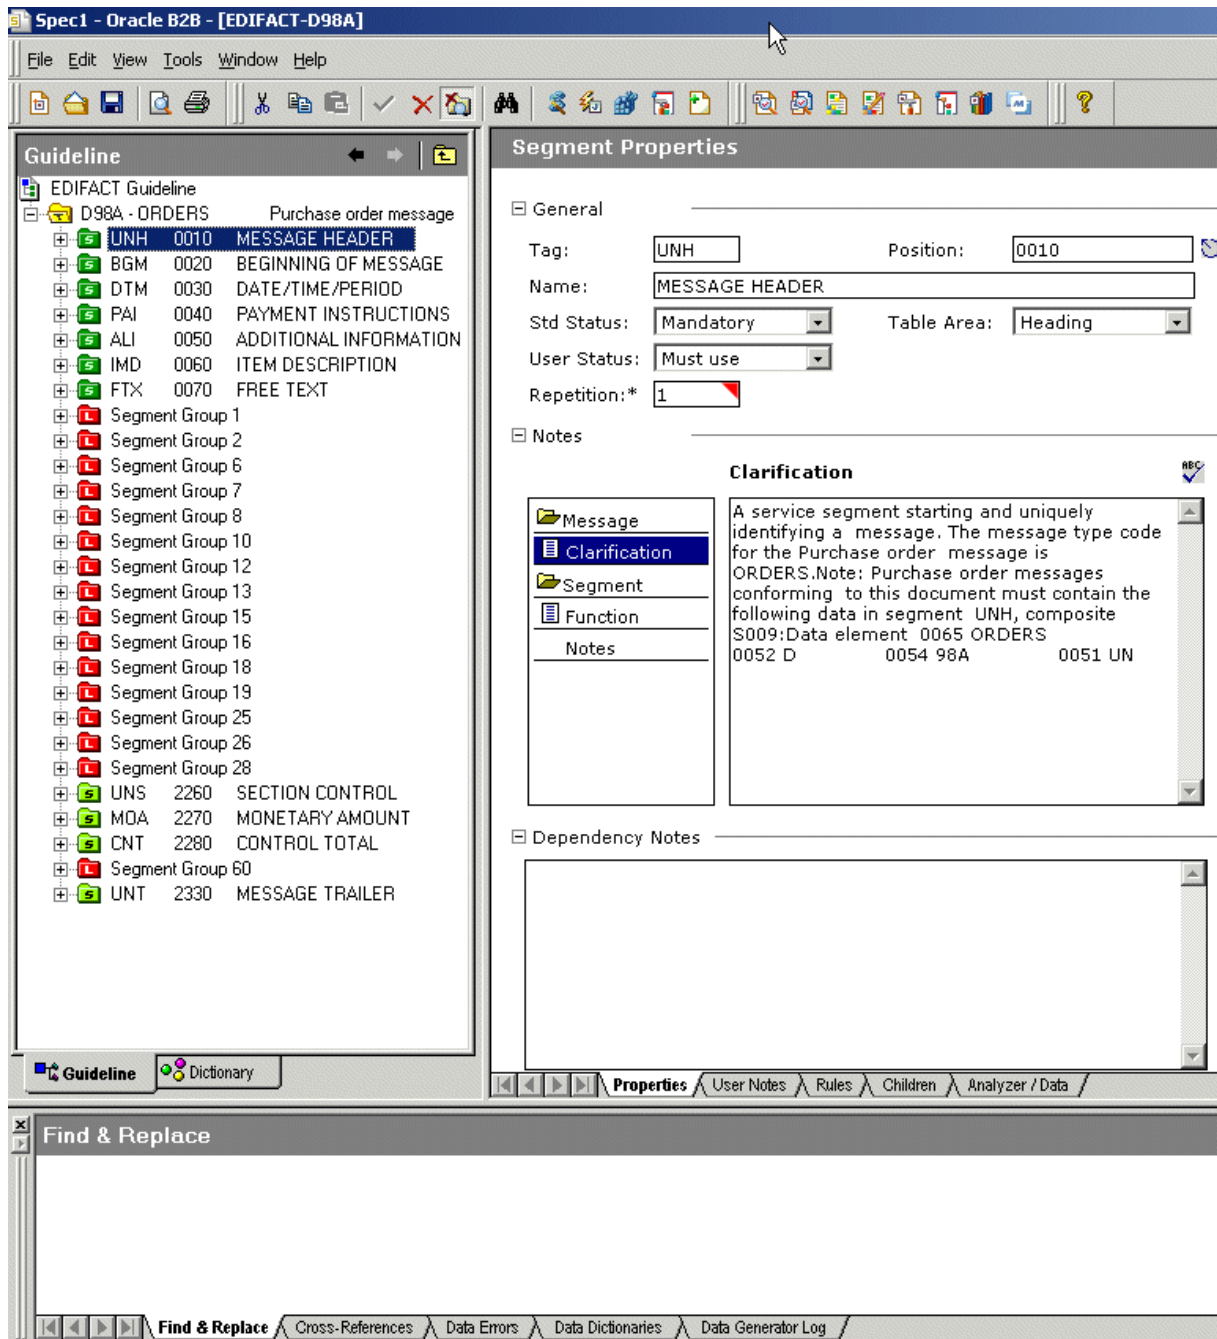 Spec1 - Oracle B2B - [EDIFACT-D98A]
File Edit View Tools Window Help
Guideline
EDIFACT Guideline
D98A - ORDERS Purchase order message
UNH 0010 MESSAGE HEADER
BGM 0020 BEGINNING OF MESSAGE
DTM 0030 DATE/TIME/PERIOD
PAI 0040 PAYMENT INSTRUCTIONS
ALI 0050 ADDITIONAL INFORMATION
IMD 0060 ITEM DESCRIPTION
FTX 0070 FREE TEXT
Segment Group 1
Segment Group 2
Segment Group 6
Segment Group 7
Segment Group 8
Segment Group 10
Segment Group 12
Segment Group 13
Segment Group 15
Segment Group 16
Segment Group 18
Segment Group 19
Segment Group 25
Segment Group 26
Segment Group 28
UNS 2260 SECTION CONTROL
MOA 2270 MONETARY AMOUNT
CNT 2280 CONTROL TOTAL
Segment Group 60
UNT 2330 MESSAGE TRAILER
Guideline Dictionary
Segment Properties
General
Tag: UNH Position: 0010
Name: MESSAGE HEADER
Std Status: Mandatory Table Area: Heading
User Status: Must use
Repetition:* 1
Notes
Clarification
ABC
Message
Clarification
Segment
Function
Notes
A service segment starting and uniquely
identifying a message. The message type code
for the Purchase order message is
ORDERS.Note: Purchase order messages
conforming to this document must contain the
following data in segment UNH, composite
S009:Data element 0065 ORDERS
0052 D 0054 98A 0051 UN
Dependency Notes
Properties User Notes Rules Children Analyzer / Data
Find & Replace
Find & Replace Cross-References Data Errors Data Dictionaries Data Generator Log